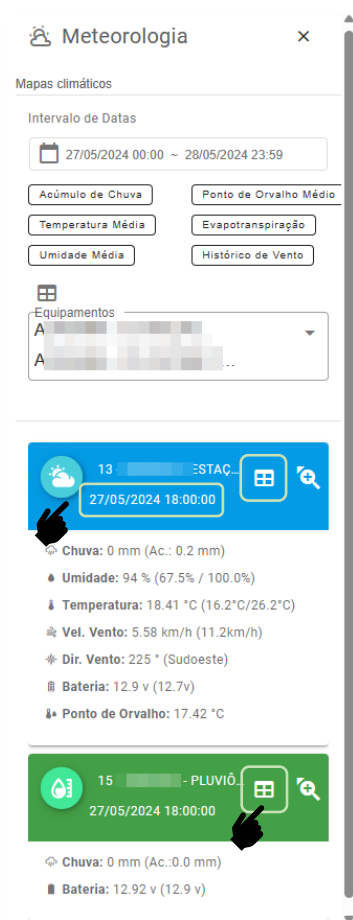 Meteorologia
Mapas climáticos
Intervalo de Datas
27/05/2024 00:00 ~ 28/05/2024 23:59
Acúmulo de Chuva Ponto de Orvalho Médio
Temperatura Média Evapotranspiração
Umidade Média Histórico de Vento
Equipamentos
A
A ...
13 - ESTAÇ...
27/05/2024 18:00:00
Chuva: 0 mm (Ac.: 0.2 mm)
Umidade: 94 % (67.5% / 100.0%)
Temperatura: 18.41 °C (16.2°C/26.2°C)
Vel. Vento: 5.58 km/h (11.2km/h)
Dir. Vento: 225 ° (Sudoeste)
Bateria: 12.9 v (12.7v)
Ponto de Orvalho: 17.42 °C
15 - PLUVIÔ...
27/05/2024 18:00:00
Chuva: 0 mm (Ac.:0.0 mm)
Bateria: 12.92 v (12.9 v)